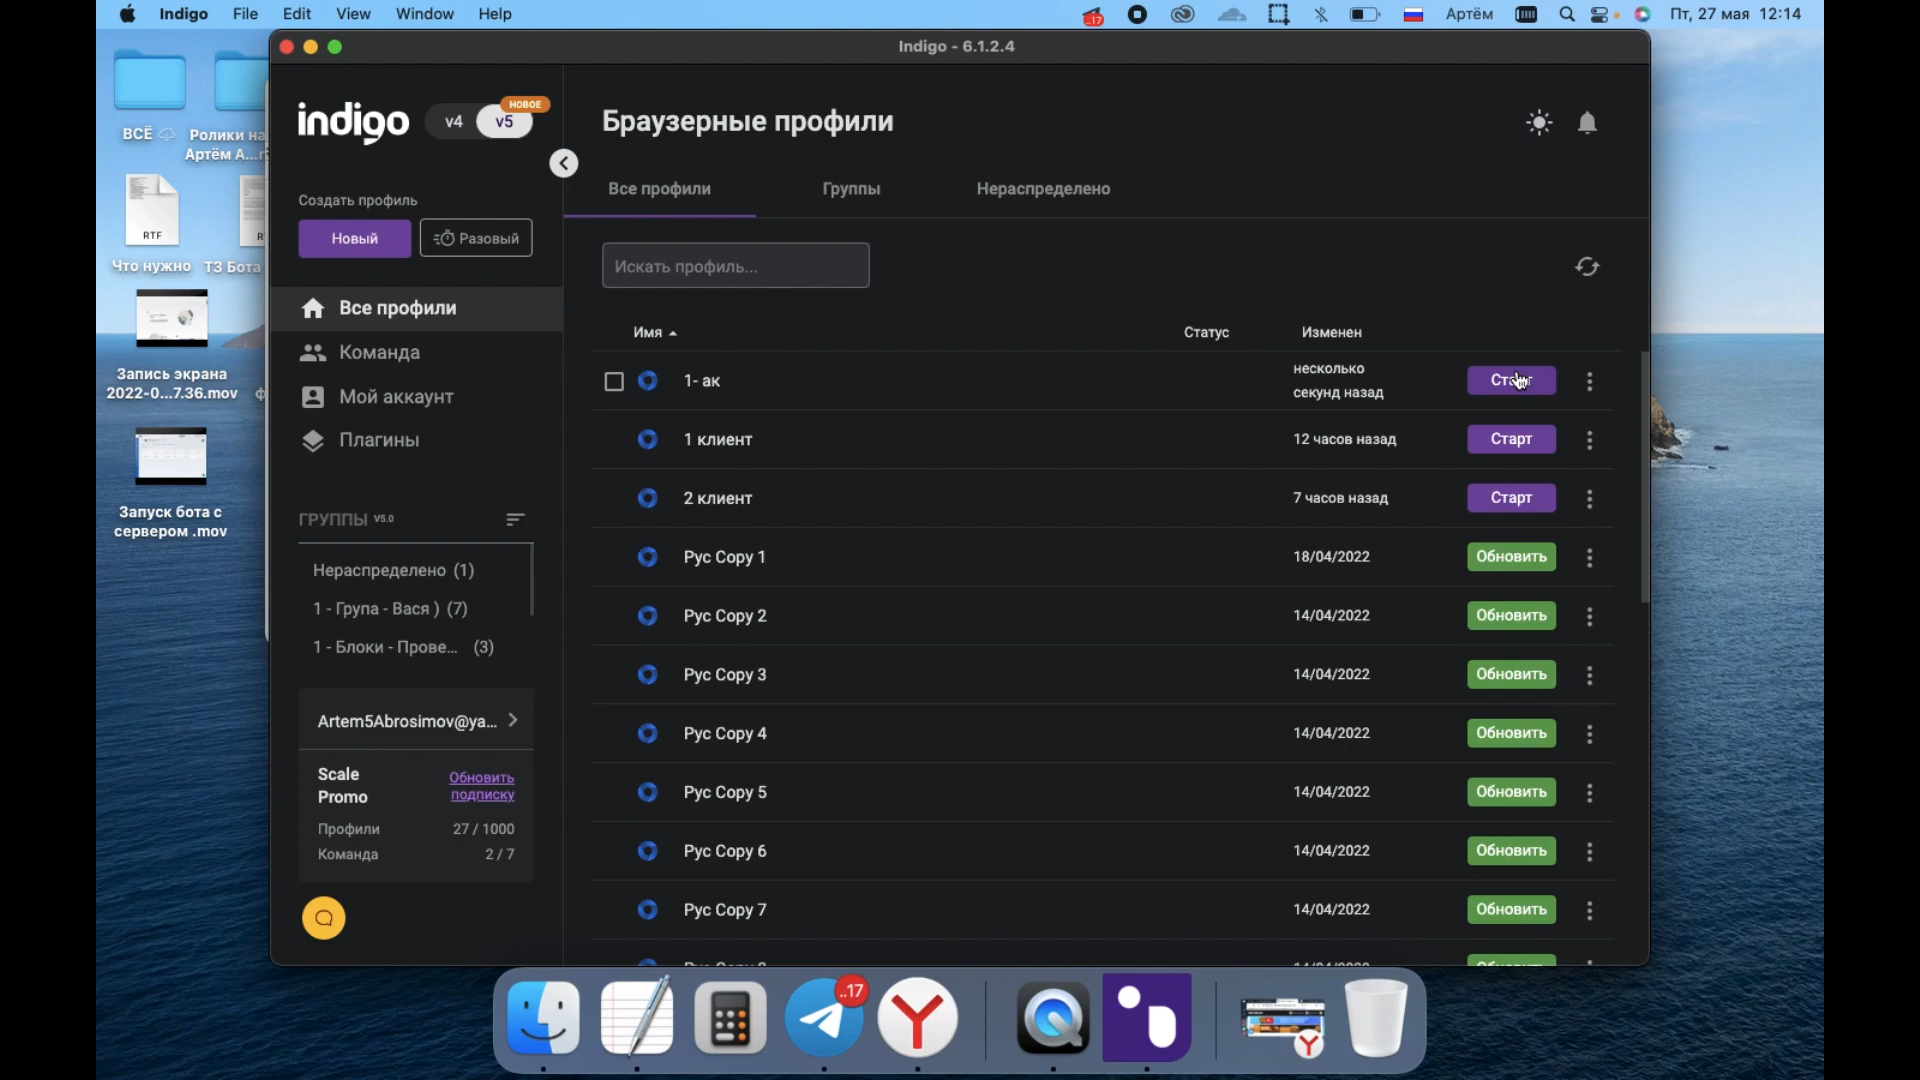 Indigo File Edit View Window Help
17
Артём
Пт, 27 мая 12:14
Indigo - 6.1.2.4
ВСЁ
Ролики на
Артём А...г
RTF
Что нужно
ТЗ Бота
Запись экрана
2022-0...7.36.mov
Запуск бота с
сервером .mov
indigo
v4
v5
НОВОЕ
Создать профиль
Новый
Разовый
Все профили
Команда
Мой аккаунт
Плагины
ГРУППЫ V5.0
Нераспределено (1)
1 - Група - Вася ) (7)
1 - Блоки - Прове... (3)
Artem5Abrosimov@ya...
Scale
Promo
Обновить
подписку
Профили 27 / 1000
Команда 2 / 7
Браузерные профили
Все профили
Группы
Нераспределено
Искать профиль...
Имя
Статус
Изменен
1- ак
несколько
секунд назад
1 клиент 12 часов назад Старт
2 клиент 7 часов назад Старт
Рус Copy 1 18/04/2022 Обновить
Рус Copy 2 14/04/2022 Обновить
Рус Copy 3 14/04/2022 Обновить
Рус Copy 4 14/04/2022 Обновить
Рус Copy 5 14/04/2022 Обновить
Рус Copy 6 14/04/2022 Обновить
Рус Copy 7 14/04/2022 Обновить
..17